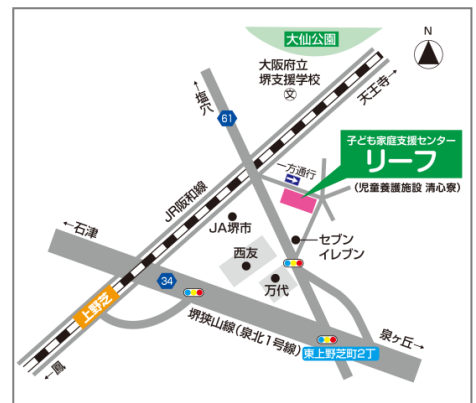 大仙公園
N
大阪府立
堺支援学校
文
天王寺→
←塩穴
61
子ども家庭支援センター
リーフ
(児童養護施設 清心寮)
一方通行
JR阪和線
JA堺市
←石津
西友
セブン
イレブン
34
万代
上野芝
堺狭山線(泉北1号線)
泉ヶ丘→
東上野芝町2丁
←鳳